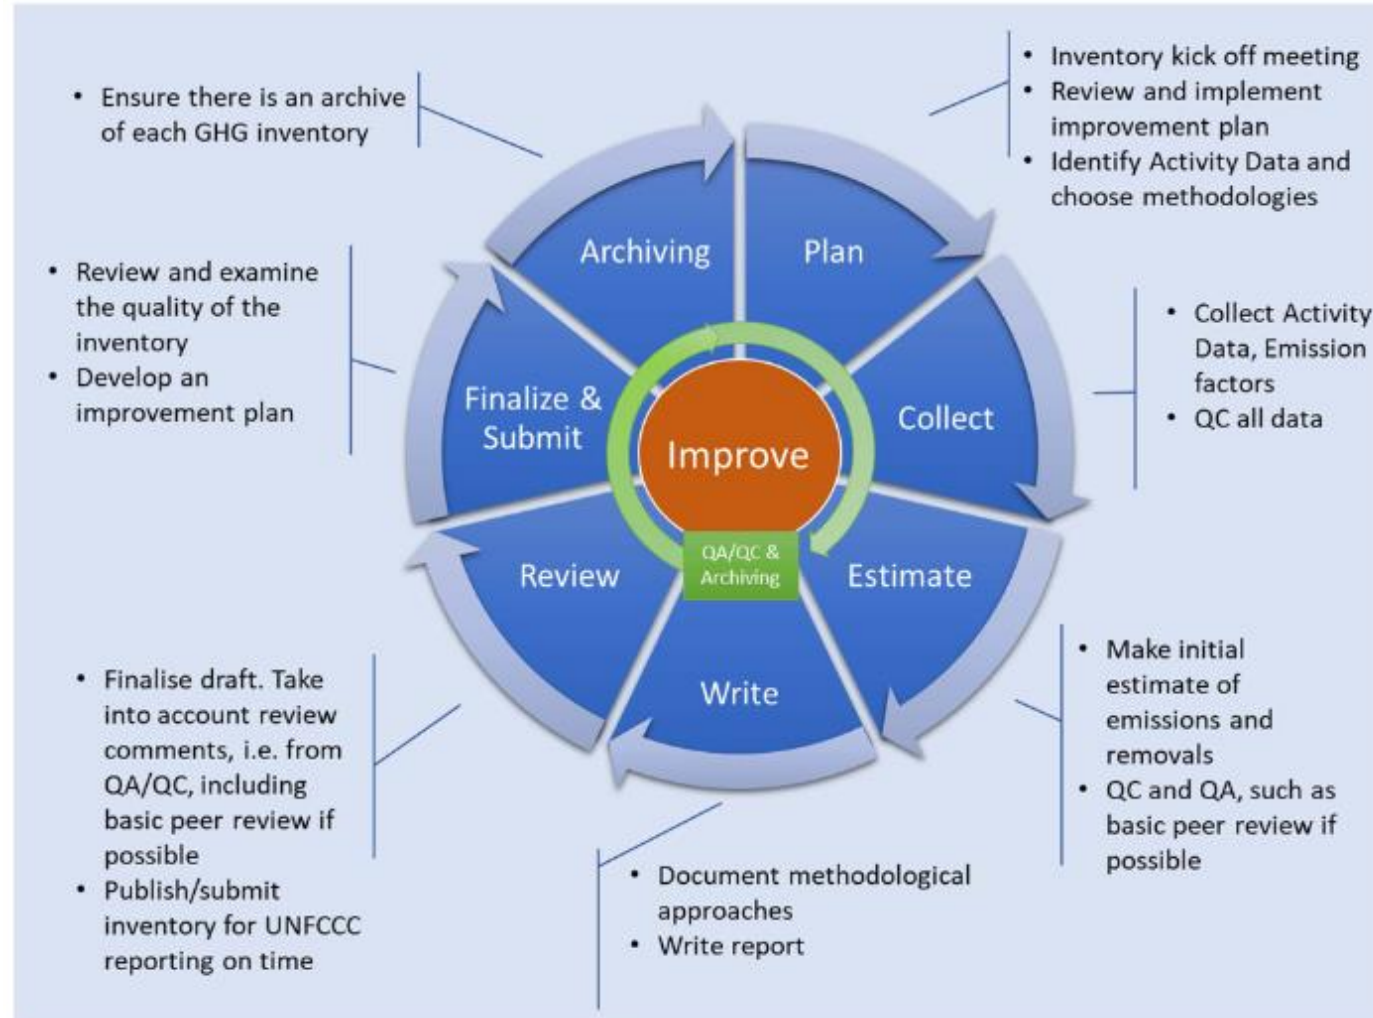 • Ensure there is an archive
of each GHG inventory
• Inventory kick off meeting
• Review and implement
improvement plan
• Identify Activity Data and
choose methodologies
Archiving
Plan
• Review and examine
the quality of the
inventory
• Develop an
improvement plan
• Collect Activity
Data, Emission
factors
• QC all data
Finalize &
Submit
Collect
Improve
QA/QC &
Archiving
Review
Estimate
Write
• Finalise draft. Take
into account review
comments, i.e. from
QA/QC, including
basic peer review if
possible
• Publish/submit
inventory for UNFCCC
reporting on time
• Make initial
estimate of
emissions and
removals
• QC and QA, such as
basic peer review if
possible
• Document methodological
approaches
• Write report